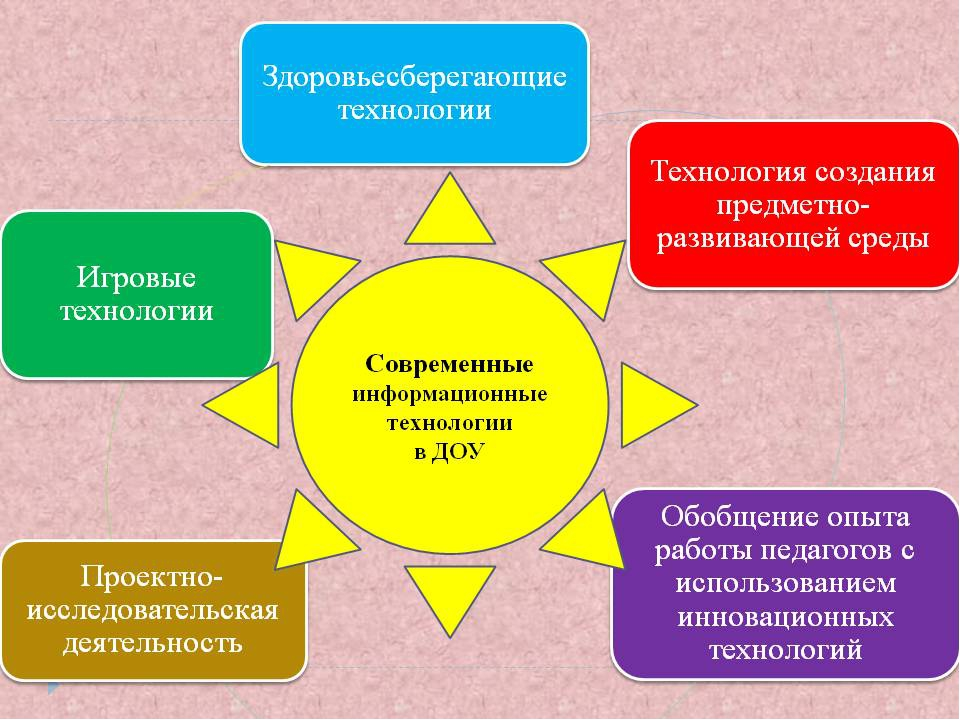 Здоровьесберегающие
технологии
Технология создания
предметно-
развивающей среды
Игровые
технологии
Современные
информационные
технологии
в ДОУ
Обобщение опыта
работы педагогов с
использованием
инновационных
технологий
Проектно-
исследовательская
деятельность